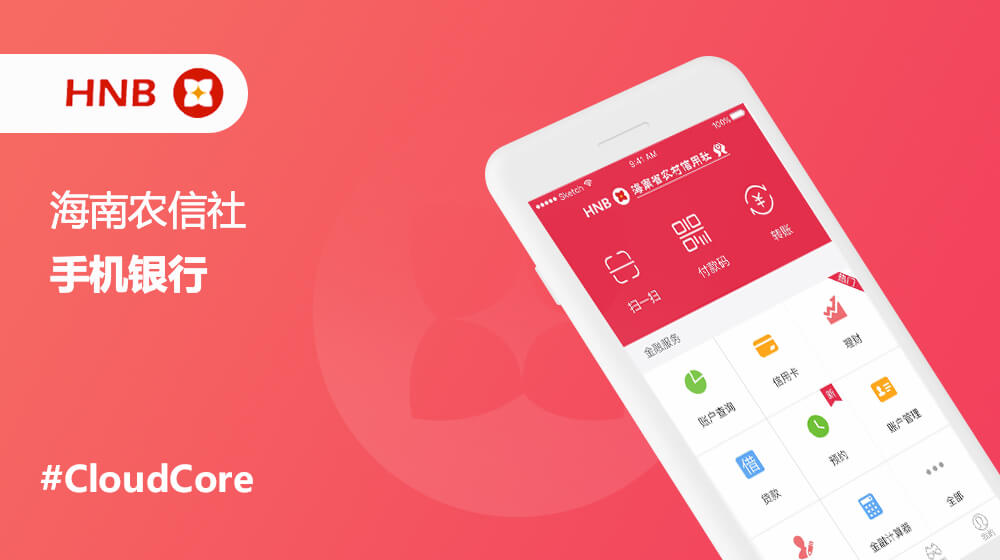 HNB
海南农信社
手机银行
#CloudCore
Sketch
9:41 AM
100%
HNB 海南省农村信用社
扫一扫
付款码
转账
金融服务
账户查询
信用卡
理财
热门
贷款
借
预约
新
账户管理
金融计算器
全部
我的